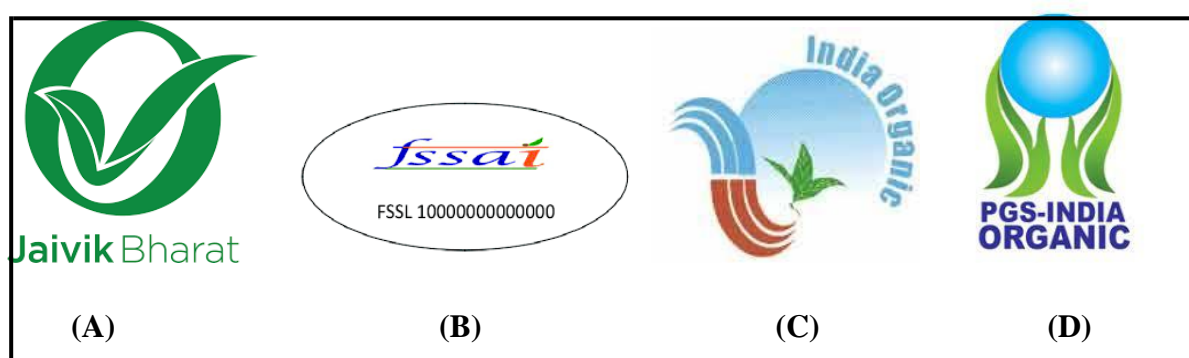 Jaivik Bharat
(A)
fssai
FSSL 10000000000000
(B)
India Organic
(C)
PGS-INDIA
ORGANIC
(D)